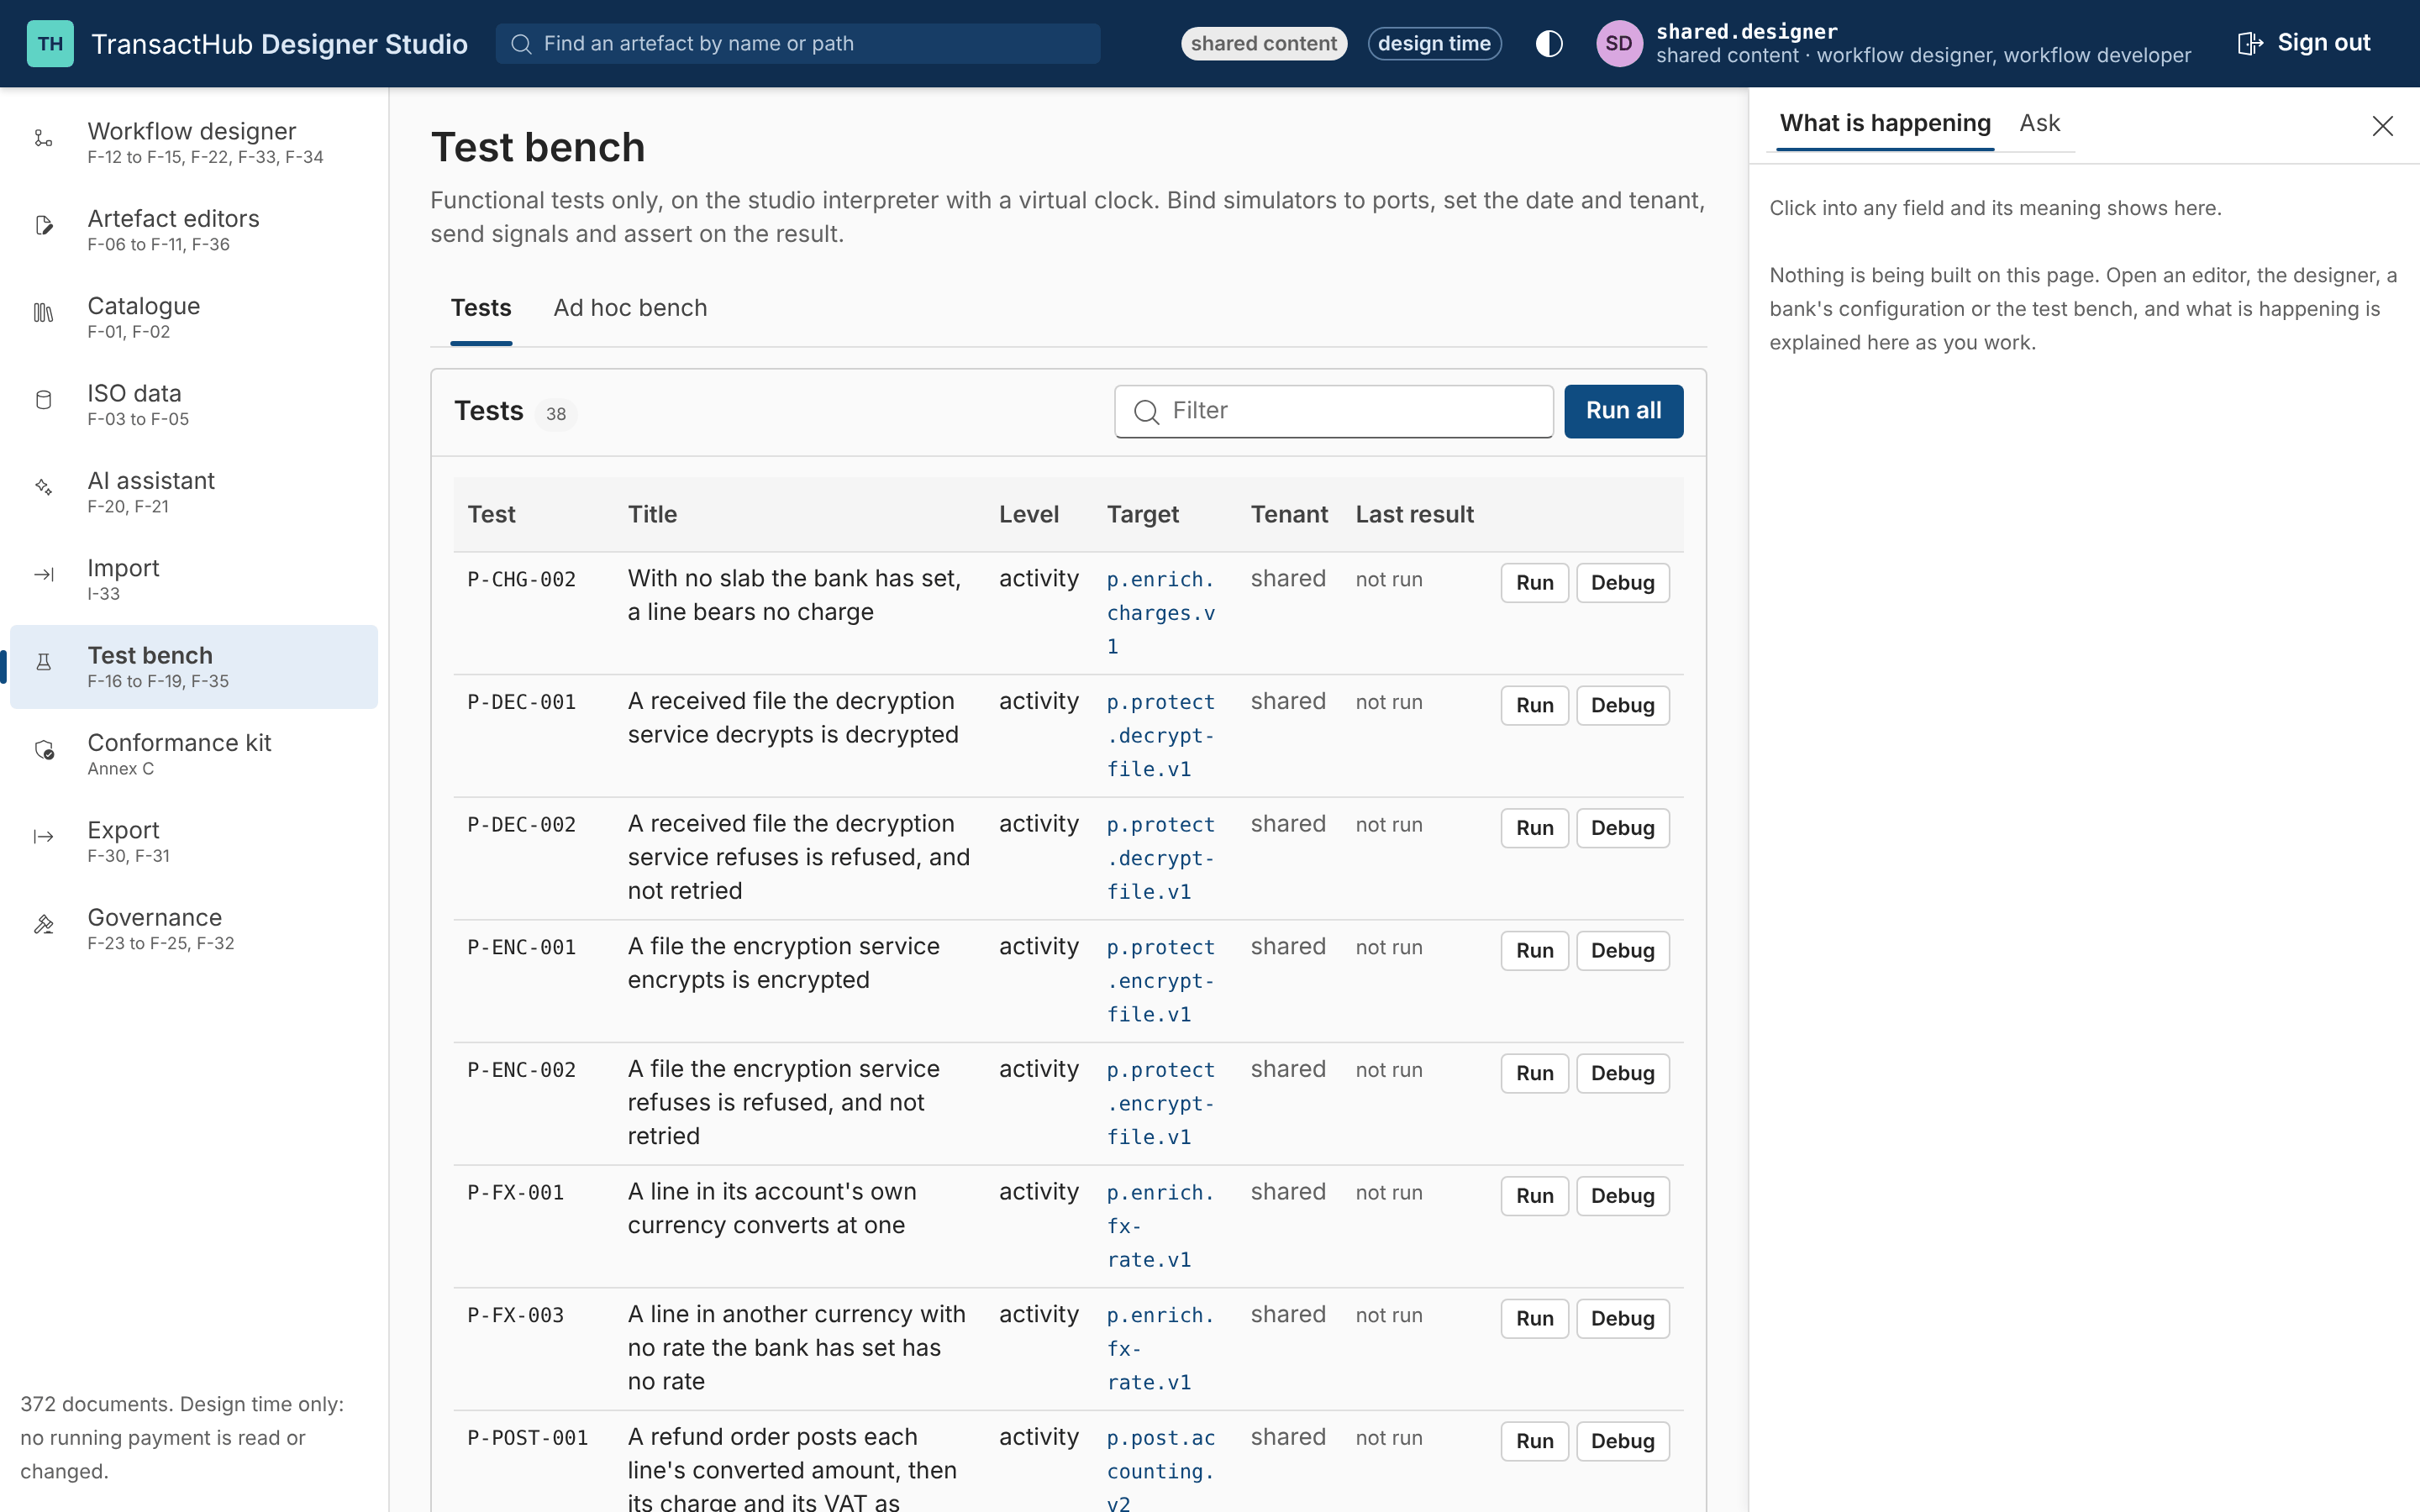 TH
TransactHub Designer Studio
Find an artefact by name or path
shared content
design time
SD
shared.designer
shared content · workflow designer, workflow developer
Sign out
Workflow designer
F-12 to F-15, F-22, F-33, F-34
Artefact editors
F-06 to F-11, F-36
Catalogue
F-01, F-02
ISO data
F-03 to F-05
AI assistant
F-20, F-21
Import
I-33
Test bench
F-16 to F-19, F-35
Conformance kit
Annex C
Export
F-30, F-31
Governance
F-23 to F-25, F-32
372 documents. Design time only:
no running payment is read or
changed.
Test bench
Functional tests only, on the studio interpreter with a virtual clock. Bind simulators to ports, set the date and tenant,
send signals and assert on the result.
Tests
Ad hoc bench
Tests 38
Filter
Run all
Test Title Level Target Tenant Last result
P-CHG-002 With no slab the bank has set, activity p.enrich. shared not run Run Debug
a line bears no charge charges.v
1
P-DEC-001 A received file the decryption activity p.protect shared not run Run Debug
service decrypts is decrypted .decrypt-
file.v1
P-DEC-002 A received file the decryption activity p.protect shared not run Run Debug
service refuses is refused, and .decrypt-
not retried file.v1
P-ENC-001 A file the encryption service activity p.protect shared not run Run Debug
encrypts is encrypted .encrypt-
file.v1
P-ENC-002 A file the encryption service activity p.protect shared not run Run Debug
refuses is refused, and not .encrypt-
retried file.v1
P-FX-001 A line in its account's own activity p.enrich. shared not run Run Debug
currency converts at one fx-
rate.v1
P-FX-003 A line in another currency with activity p.enrich. shared not run Run Debug
no rate the bank has set has fx-
no rate rate.v1
P-POST-001 A refund order posts each activity p.post.ac shared not run Run Debug
line's converted amount, then counting.
its charge and its VAT as v2
What is happening
Ask
Click into any field and its meaning shows here.
Nothing is being built on this page. Open an editor, the designer, a
bank's configuration or the test bench, and what is happening is
explained here as you work.